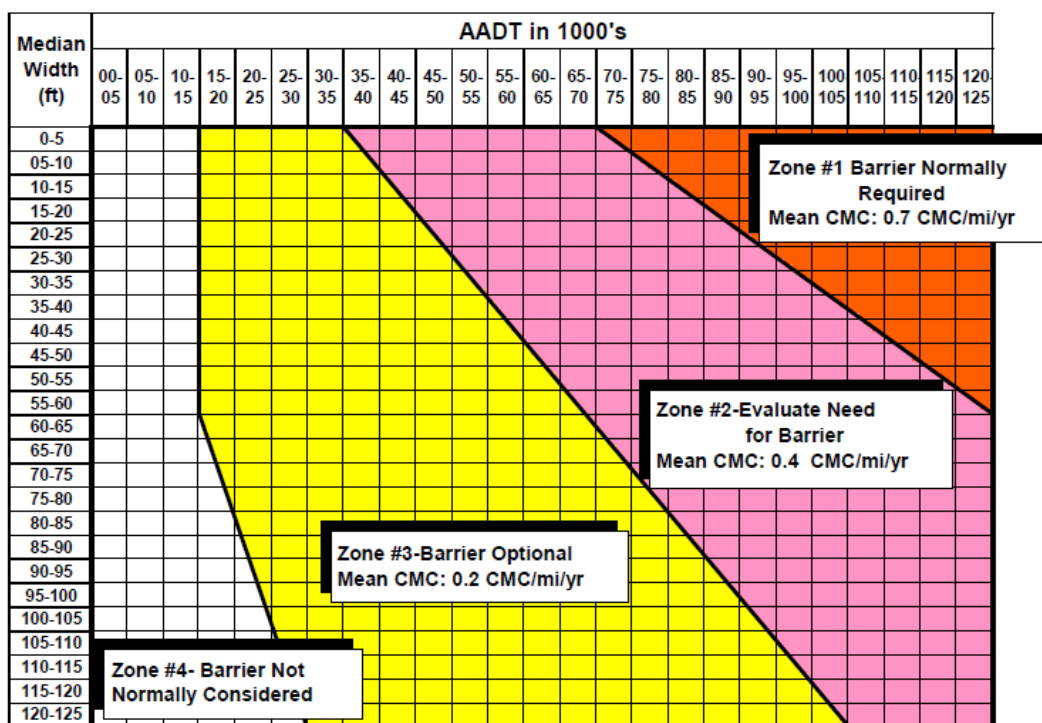 AADT in 1000's
Median
Width
(ft)
00- 05- 10- 15- 20- 25- 30- 35- 40- 45- 50- 55- 60- 65- 70- 75- 80- 85- 90- 95- 100 105- 110- 115 120-
05 10 15 20 25 30 35 40 45 50 55 60 65 70 75 80 85 90 95 100 105 110 115 120 125
0-5
05-10
10-15
15-20
20-25
25-30
30-35
35-40
40-45
45-50
50-55
55-60
60-65
65-70
70-75
75-80
80-85
85-90
90-95
95-100
100-105
105-110
110-115
115-120
120-125
Zone #1 Barrier Normally
Required
Mean CMC: 0.7 CMC/mi/yr
Zone #2-Evaluate Need
for Barrier
Mean CMC: 0.4 CMC/mi/yr
Zone #3-Barrier Optional
Mean CMC: 0.2 CMC/mi/yr
Zone #4- Barrier Not
Normally Considered